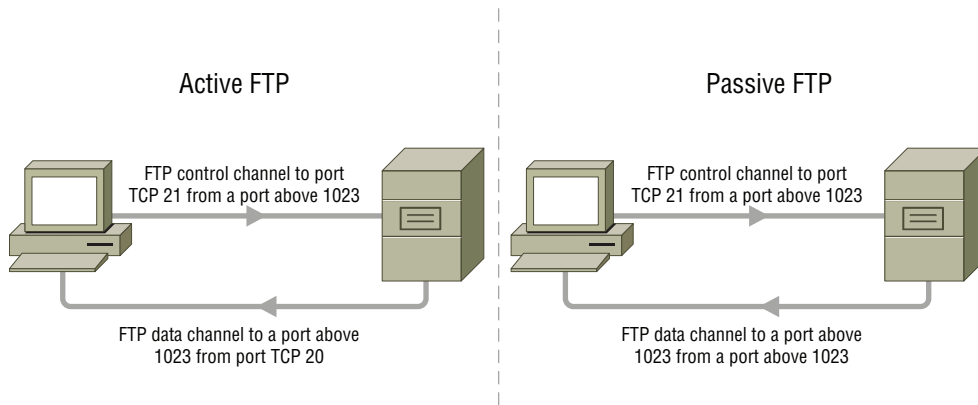 Active FTP
FTP control channel to port
TCP 21 from a port above 1023
FTP data channel to a port above
1023 from port TCP 20
Passive FTP
FTP control channel to port
TCP 21 from a port above 1023
FTP data channel to a port above
1023 from a port above 1023